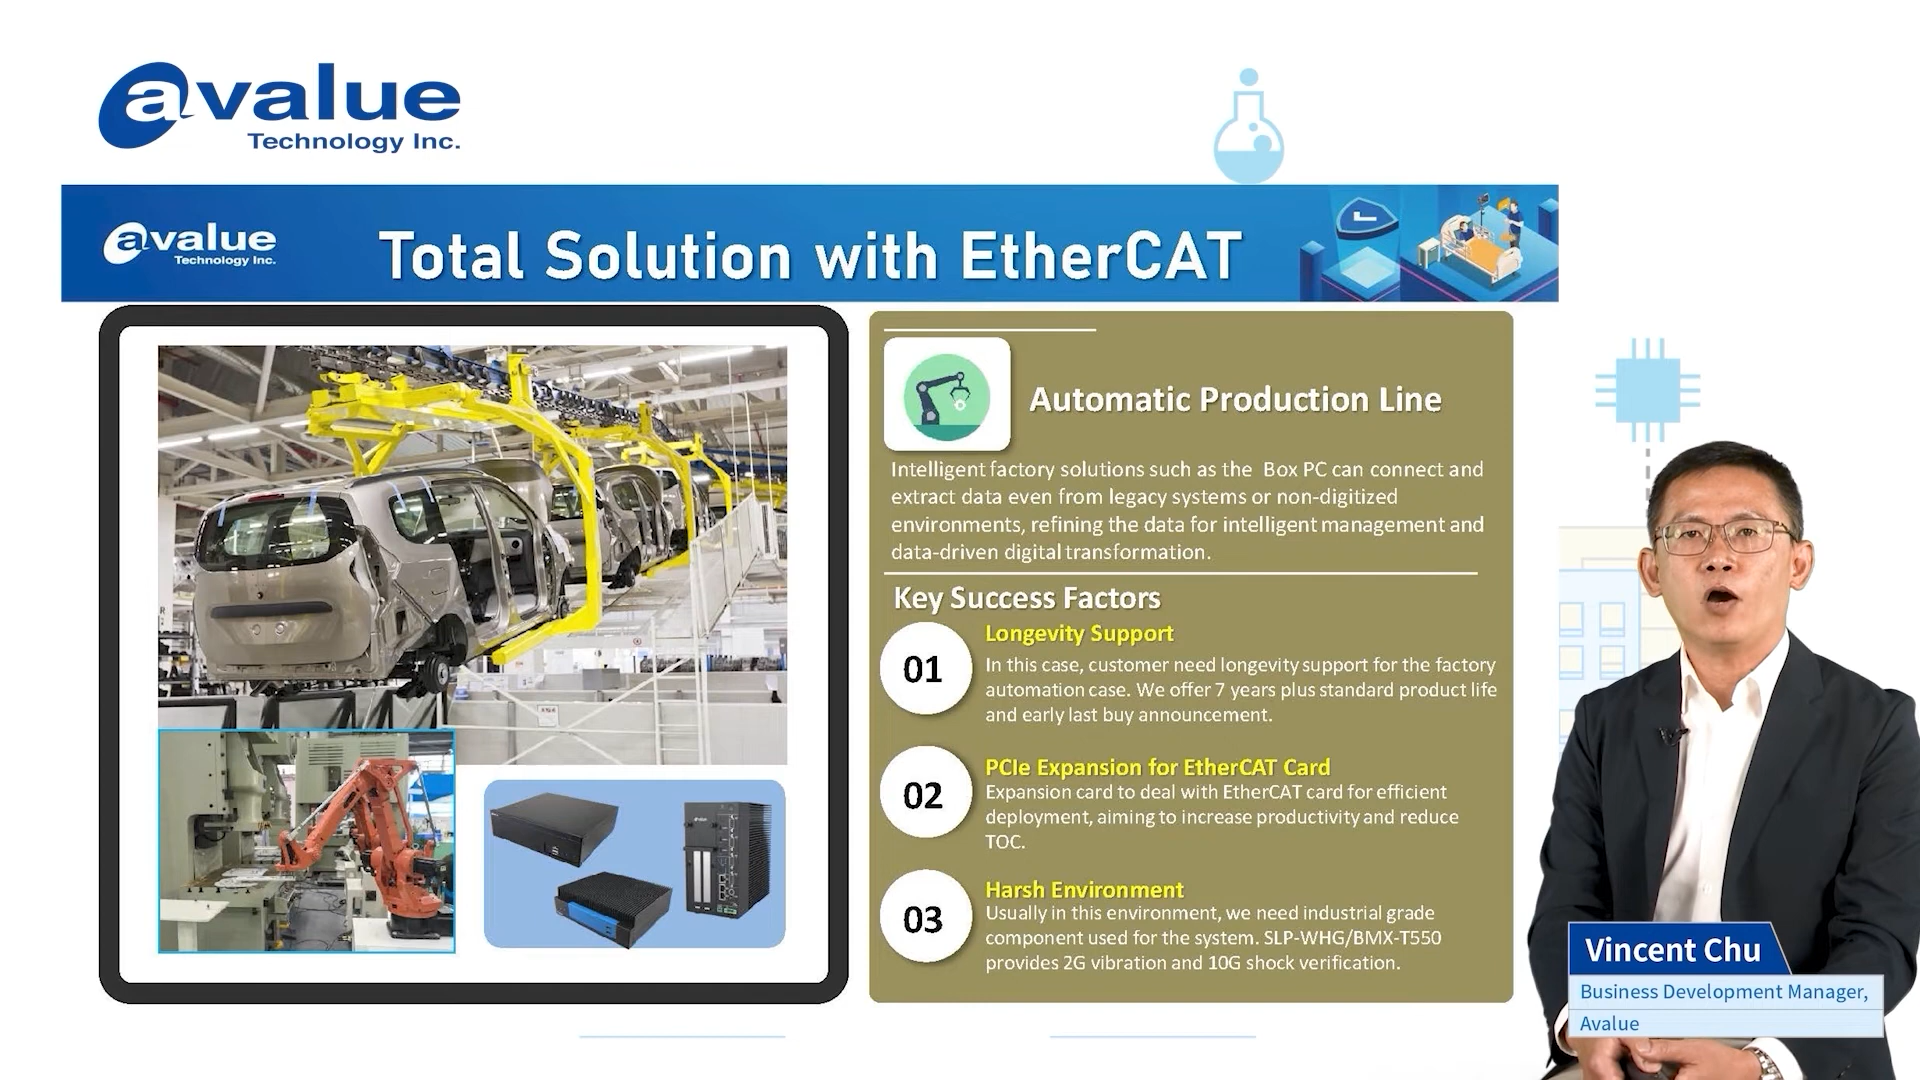 avalue
Technology Inc.
avalue
Technology Inc.
Total Solution with EtherCAT
Automatic Production Line
Intelligent factory solutions such as the Box PC can connect and
extract data even from legacy systems or non-digitized
environments, refining the data for intelligent management and
data-driven digital transformation.
Key Success Factors
01
Longevity Support
In this case, customer need longevity support for the factory
automation case. We offer 7 years plus standard product life
and early last buy announcement.
02
PCIe Expansion for EtherCAT Card
Expansion card to deal with EtherCAT card for efficient
deployment, aiming to increase productivity and reduce
TOC.
03
Harsh Environment
Usually in this environment, we need industrial grade
component used for the system. SLP-WHG/BMX-T550
provides 2G vibration and 10G shock verification.
Vincent Chu
Business Development Manager,
Avalue